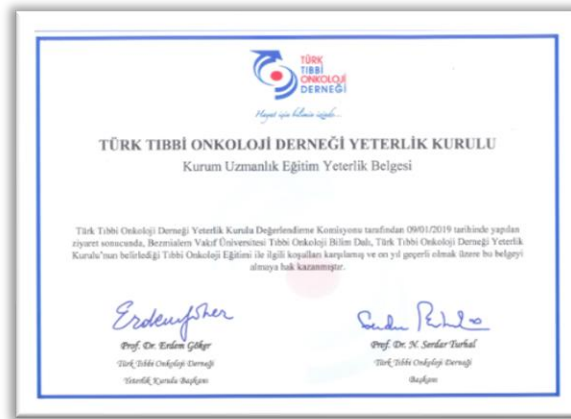 TÜRK
TIBBİ
ONKOLOJİ
DERNEĞİ
Hayat için bilimin izinde...
TÜRK TIBBİ ONKOLOJİ DERNEĞİ YETERLİK KURULU
Kurum Uzmanlık Eğitim Yeterlik Belgesi
Türk Tıbbi Onkoloji Derneği Yeterlik Kurulu Değerlendirme Komisyonu tarafından 09/01/2019 tarihinde yapılan
ziyaret sonucunda, Bezmialem Vakıf Üniversitesi Tıbbi Onkoloji Bilim Dalı, Türk Tıbbi Onkoloji Derneği Yeterlik
Kurulu'nun belirlediği Tıbbi Onkoloji Eğitimi ile ilgili koşulları karşılamış ve on yıl geçerli olmak üzere bu belgeyi
almaya hak kazanmıştır.
Prof. Dr. Erdem Göker
Türk Tıbbi Onkoloji Derneği
Yeterlik Kurulu Başkanı
Prof. Dr. N. Serdar Turhal
Türk Tıbbi Onkoloji Derneği
Başkanı